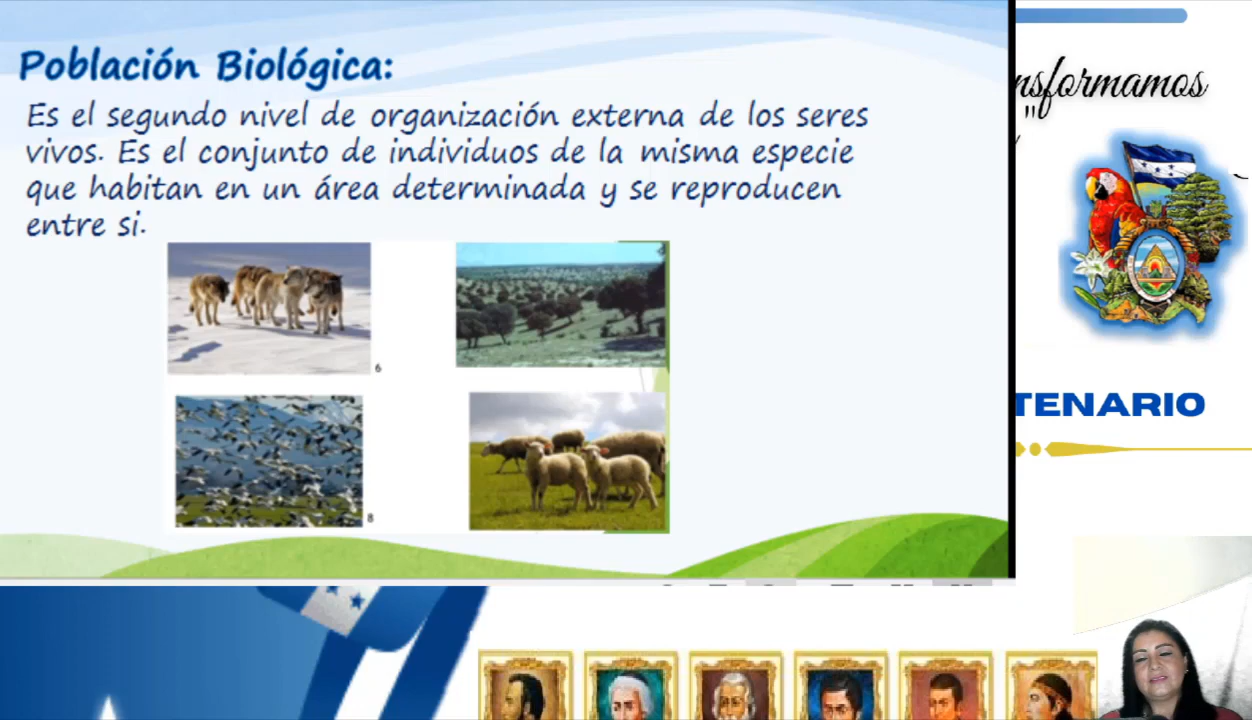 Población Biológica:
Es el segundo nivel de organización externa de los seres
vivos. Es el conjunto de individuos de la misma especie
que habitan en un área determinada y se reproducen
entre si.
6
8
nsformamos
"
TENARIO